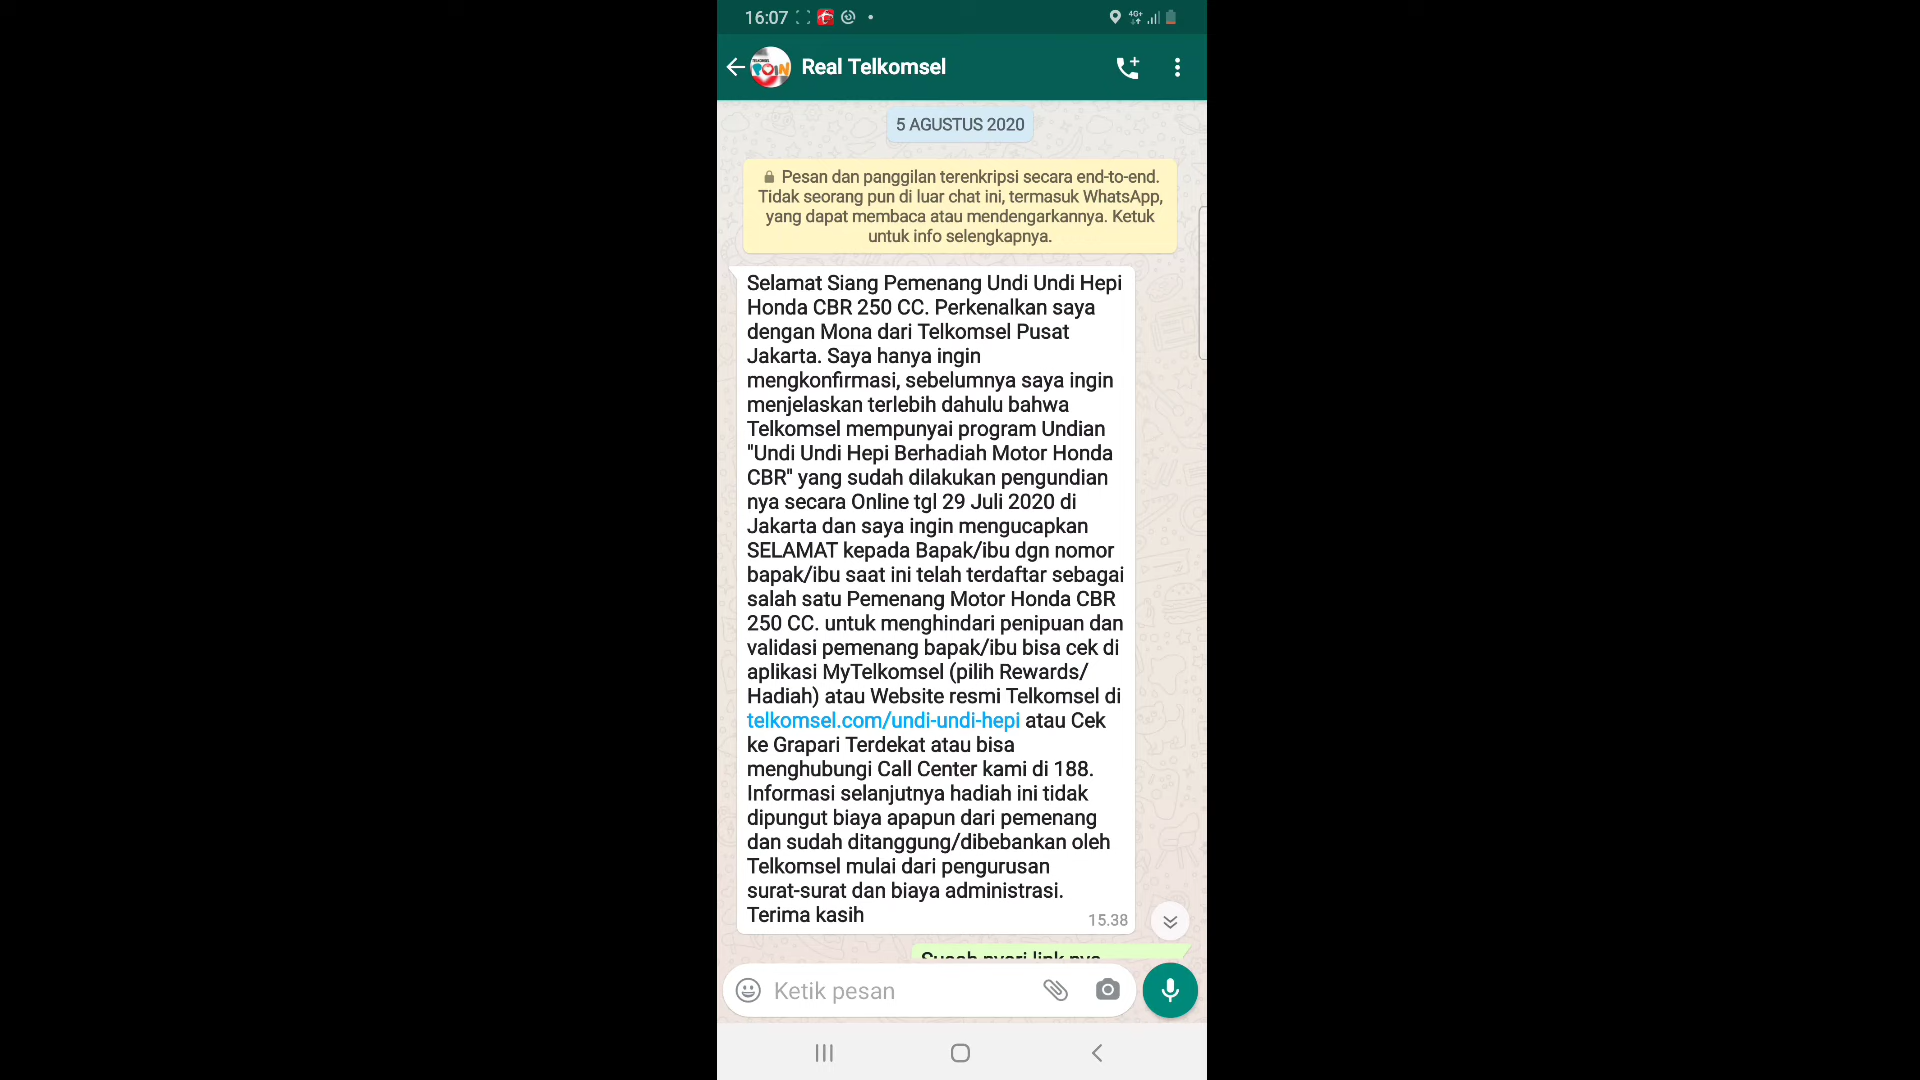 16:07
4G+
Real Telkomsel
5 AGUSTUS 2020
Pesan dan panggilan terenkripsi secara end-to-end.
Tidak seorang pun di luar chat ini, termasuk WhatsApp,
yang dapat membaca atau mendengarkannya. Ketuk
untuk info selengkapnya.
Selamat Siang Pemenang Undi Undi Hepi
Honda CBR 250 CC. Perkenalkan saya
dengan Mona dari Telkomsel Pusat
Jakarta. Saya hanya ingin
mengkonfirmasi, sebelumnya saya ingin
menjelaskan terlebih dahulu bahwa
Telkomsel mempunyai program Undian
"Undi Undi Hepi Berhadiah Motor Honda
CBR" yang sudah dilakukan pengundian
nya secara Online tgl 29 Juli 2020 di
Jakarta dan saya ingin mengucapkan
SELAMAT kepada Bapak/ibu dgn nomor
bapak/ibu saat ini telah terdaftar sebagai
salah satu Pemenang Motor Honda CBR
250 CC. untuk menghindari penipuan dan
validasi pemenang bapak/ibu bisa cek di
aplikasi MyTelkomsel (pilih Rewards/
Hadiah) atau Website resmi Telkomsel di
telkomsel.com/undi-undi-hepi atau Cek
ke Grapari Terdekat atau bisa
menghubungi Call Center kami di 188.
Informasi selanjutnya hadiah ini tidak
dipungut biaya apapun dari pemenang
dan sudah ditanggung/dibebankan oleh
Telkomsel mulai dari pengurusan
surat-surat dan biaya administrasi.
Terima kasih
15.38
Ketik pesan